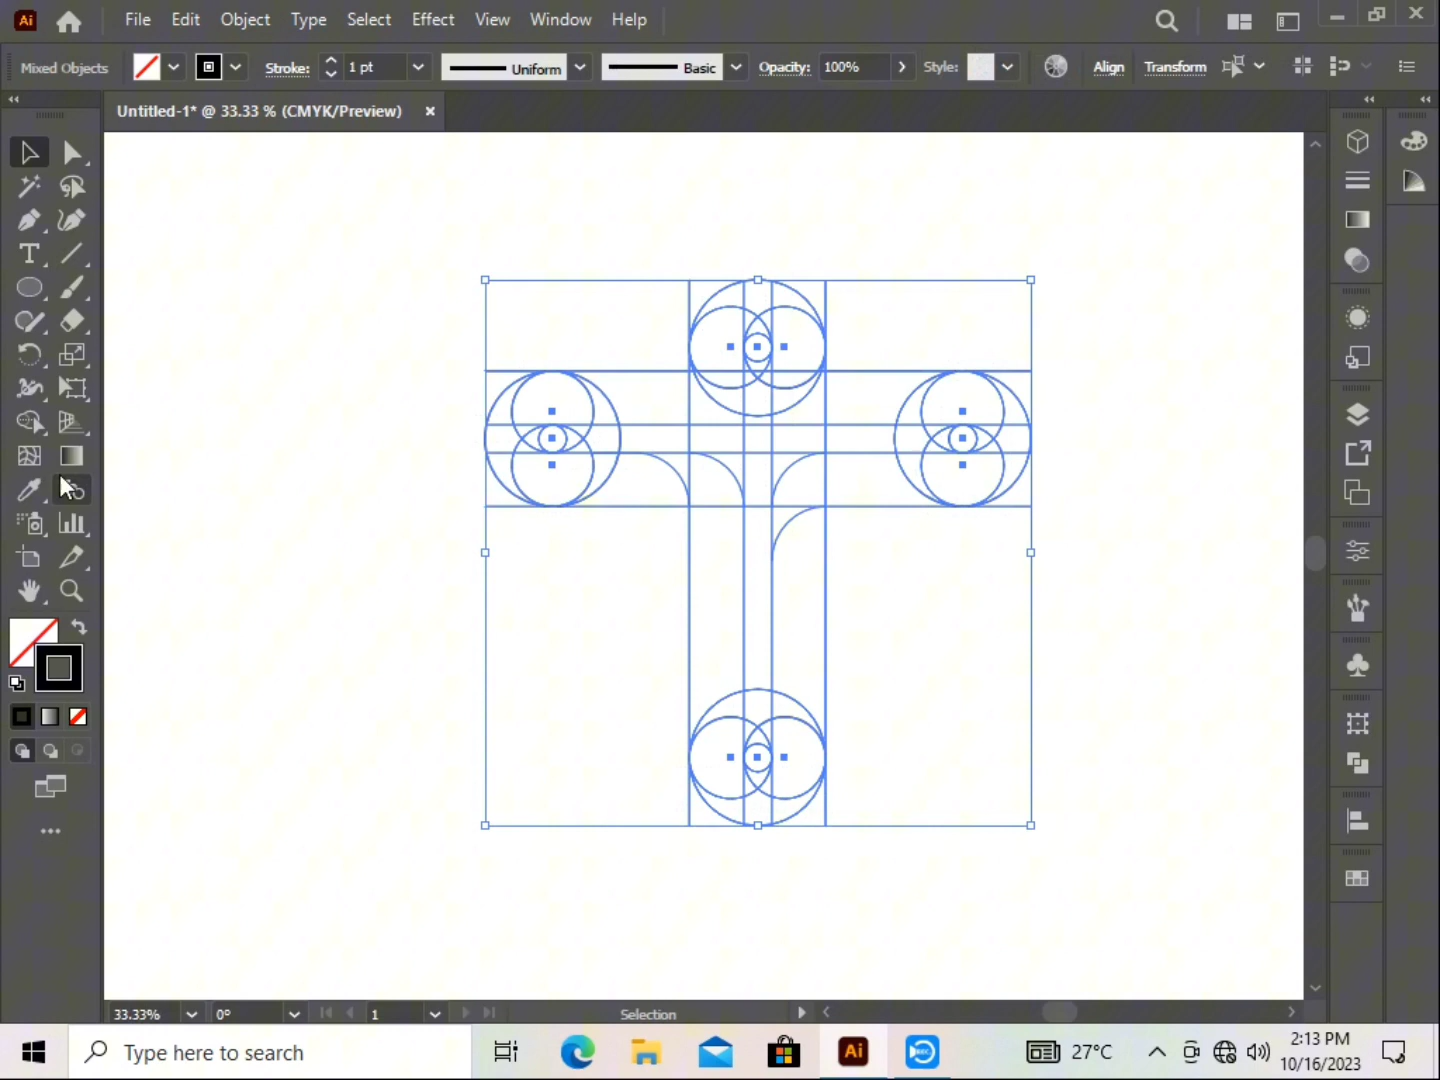 Ai File Edit Object Type Select Effect View Window Help
Mixed Objects Stroke: 1 pt Uniform Basic Opacity: 100% Style: Align Transform
Untitled-1* @ 33.33 % (CMYK/Preview)
33.33% 0° 1 Selection
Type here to search Ai REC 27°C 2:13 PM
10/16/2023